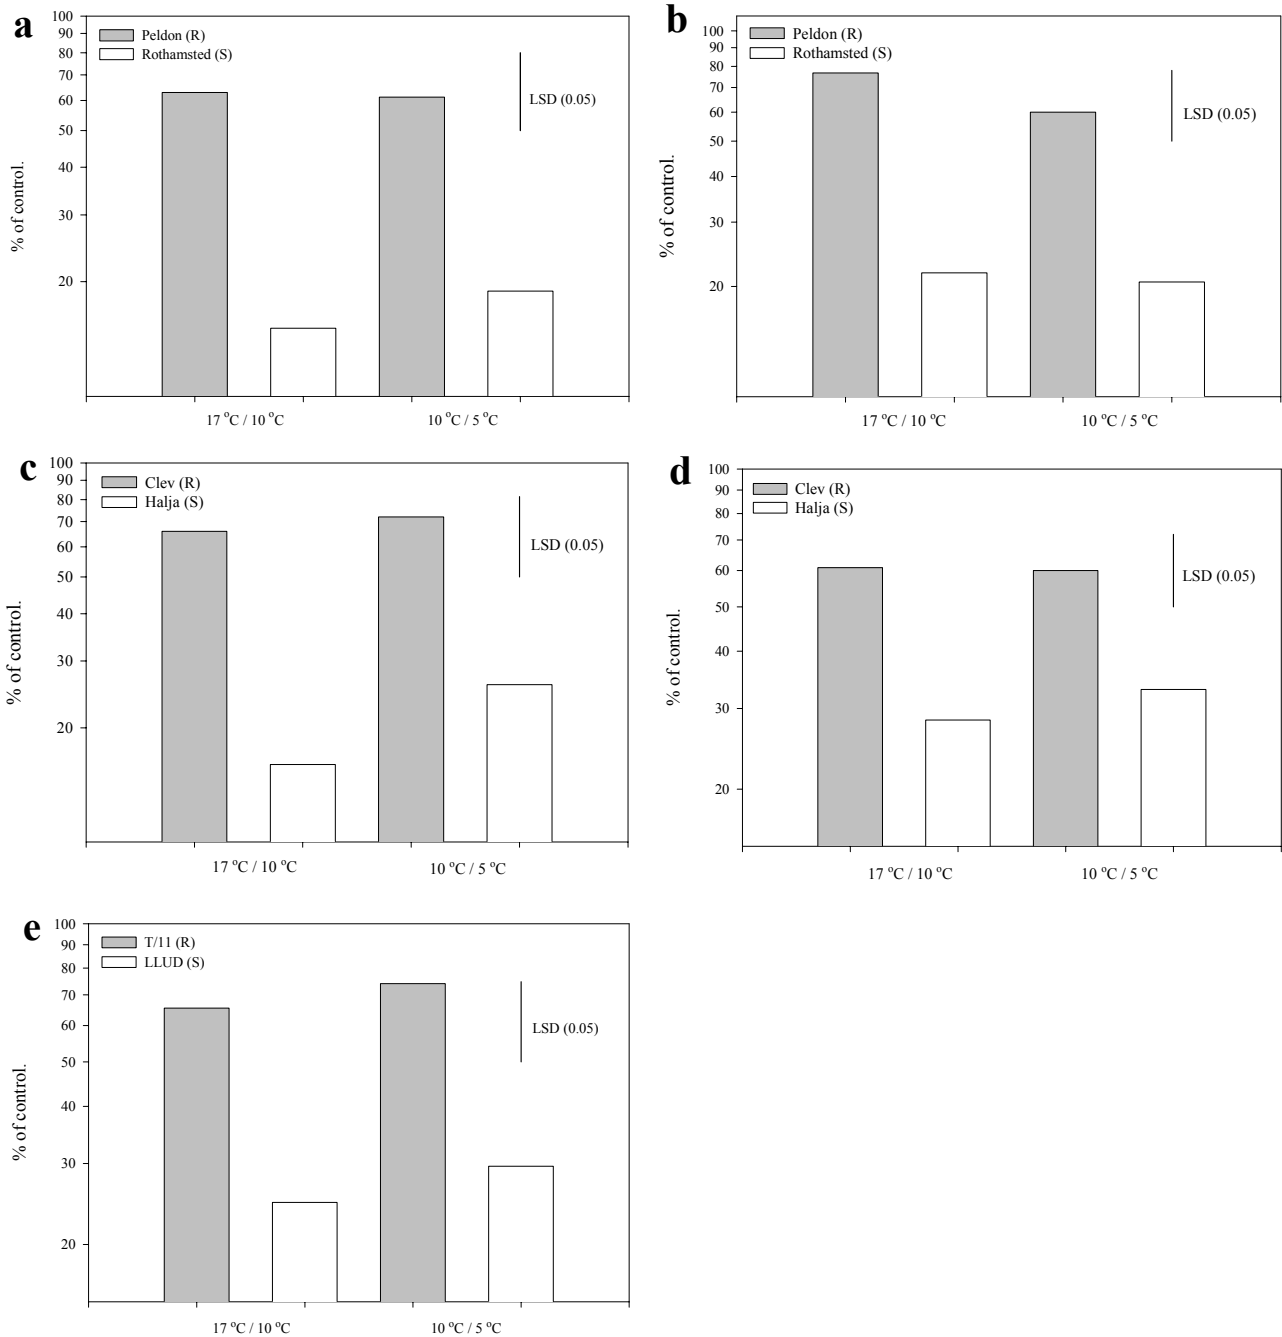 a
100
90
80
70
60
50
40
30
20
% of control.
Peldon (R)
Rothamsted (S)
LSD (0.05)
17 °C / 10 °C
10 °C / 5 °C
b
100
90
80
70
60
50
40
30
20
% of control.
Peldon (R)
Rothamsted (S)
LSD (0.05)
17 °C / 10 °C
10 °C / 5 °C
c
100
90
80
70
60
50
40
30
20
% of control.
Clev (R)
Halja (S)
LSD (0.05)
17 °C / 10 °C
10 °C / 5 °C
d
100
90
80
70
60
50
40
30
20
% of control.
Clev (R)
Halja (S)
LSD (0.05)
17 °C / 10 °C
10 °C / 5 °C
e
100
90
80
70
60
50
40
30
20
% of control.
T/11 (R)
LLUD (S)
LSD (0.05)
17 °C / 10 °C
10 °C / 5 °C